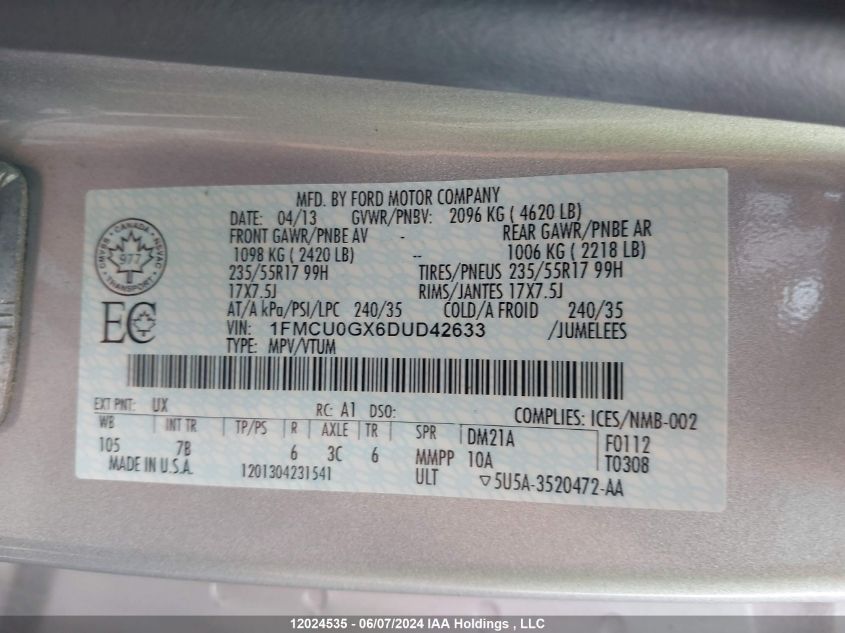 MFD. BY FORD MOTOR COMPANY
DATE: 04/13 GVWR/PNBV: 2096 KG ( 4620 LB)
FRONT GAWR/PNBE AV - REAR GAWR/PNBE AR
1098 KG ( 2420 LB) -- 1006 KG ( 2218 LB)
235/55R17 99H TIRES/PNEUS 235/55R17 99H
17X7.5J RIMS/JANTES 17X7.5J
AT/A kPa/PSI/LPC 240/35 COLD/A FROID 240/35
VIN: 1FMCU0GX6DUD42633 /JUMELEES
TYPE: MPV/VTUM
CMVSS • CANADA • NSVAC
977
TRANSPORT
EC
EXT PNT: UX RC: A1 DSO: COMPLIES: ICES/NMB-002
WB INT TR TP/PS R AXLE TR SPR DM21A F0112
105 7B 6 3C 6 MMPP 10A T0308
MADE IN U.S.A. 1201304231541 ULT ▽5U5A-3520472-AA
12024535 - 06/07/2024 IAA Holdings , LLC